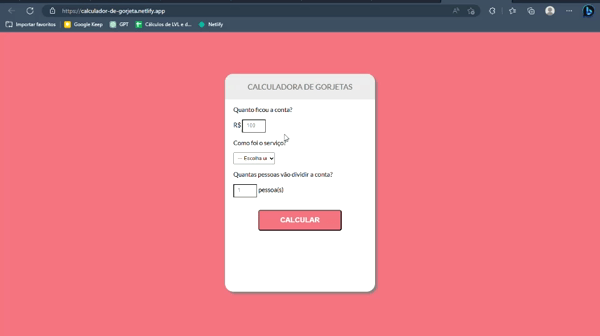 https://calculador-de-gorjeta.netlify.app
Importar favoritos
Google Keep
GPT
Cálculos de LVL e d...
Netlify
CALCULADORA DE GORJETAS
Quanto ficou a conta?
R$
Como foi o serviço?
-- Escolha ur
Quantas pessoas vão dividir a conta?
1 pessoa(s)
CALCULAR